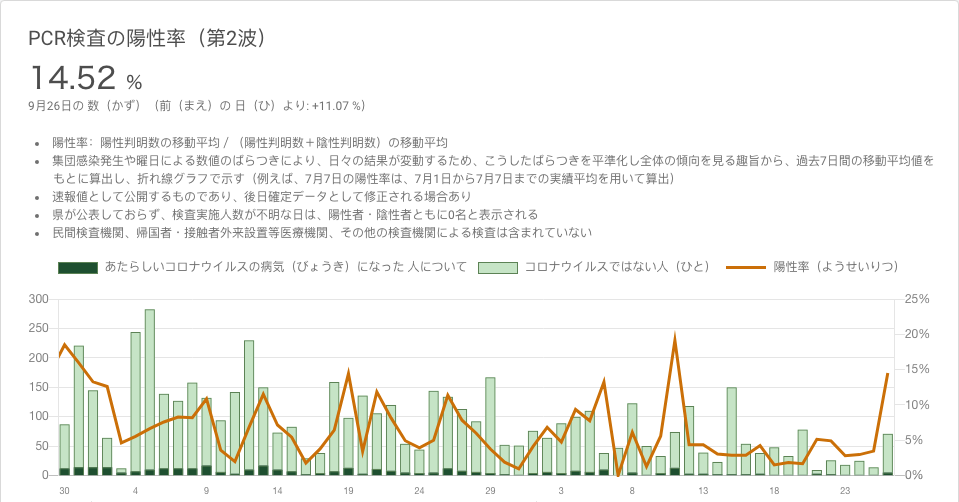 PCR検査の陽性率（第2波）
14.52 %
9月26日の 数（かず）（前（まえ）の 日（ひ）より: +11.07 %）
• 陽性率：陽性判明数の移動平均 / （陽性判明数＋陰性判明数）の移動平均
• 集団感染発生や曜日による数値のばらつきにより、日々の結果が変動するため、こうしたばらつきを平準化し全体の傾向を見る趣旨から、過去7日間の移動平均値を
もとに算出し、折れ線グラフで示す（例えば、7月7日の陽性率は、7月1日から7月7日までの実績平均を用いて算出）
• 速報値として公開するものであり、後日確定データとして修正される場合あり
• 県が公表しておらず、検査実施人数が不明な日は、陽性者・陰性者ともに0名と表示される
• 民間検査機関、帰国者・接触者外来設置等医療機関、その他の検査機関による検査は含まれていない
あたらしいコロナウイルスの病気（びょうき）になった 人について コロナウイルスではない人（ひと） 陽性率（ようせいりつ）
300 25%
250 20%
200 15%
150 10%
100 5%
50 0%
0
30 4 9 14 19 24 29 3 8 13 18 23